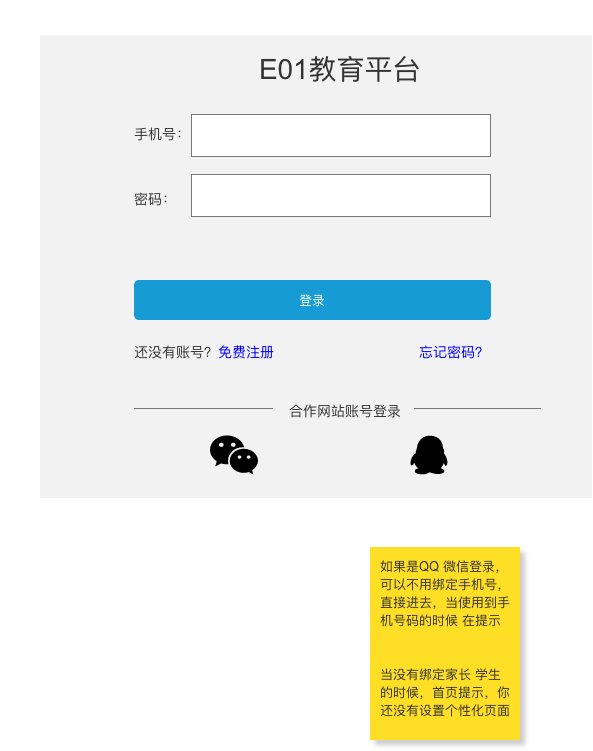 E01教育平台
手机号：
密码：
登录
还没有账号？ 免费注册 忘记密码?
合作网站账号登录
如果是QQ 微信登录，
可以不用绑定手机号，
直接进去，当使用到手
机号码的时候 在提示
当没有绑定家长 学生
的时候，首页提示，你
还没有设置个性化页面